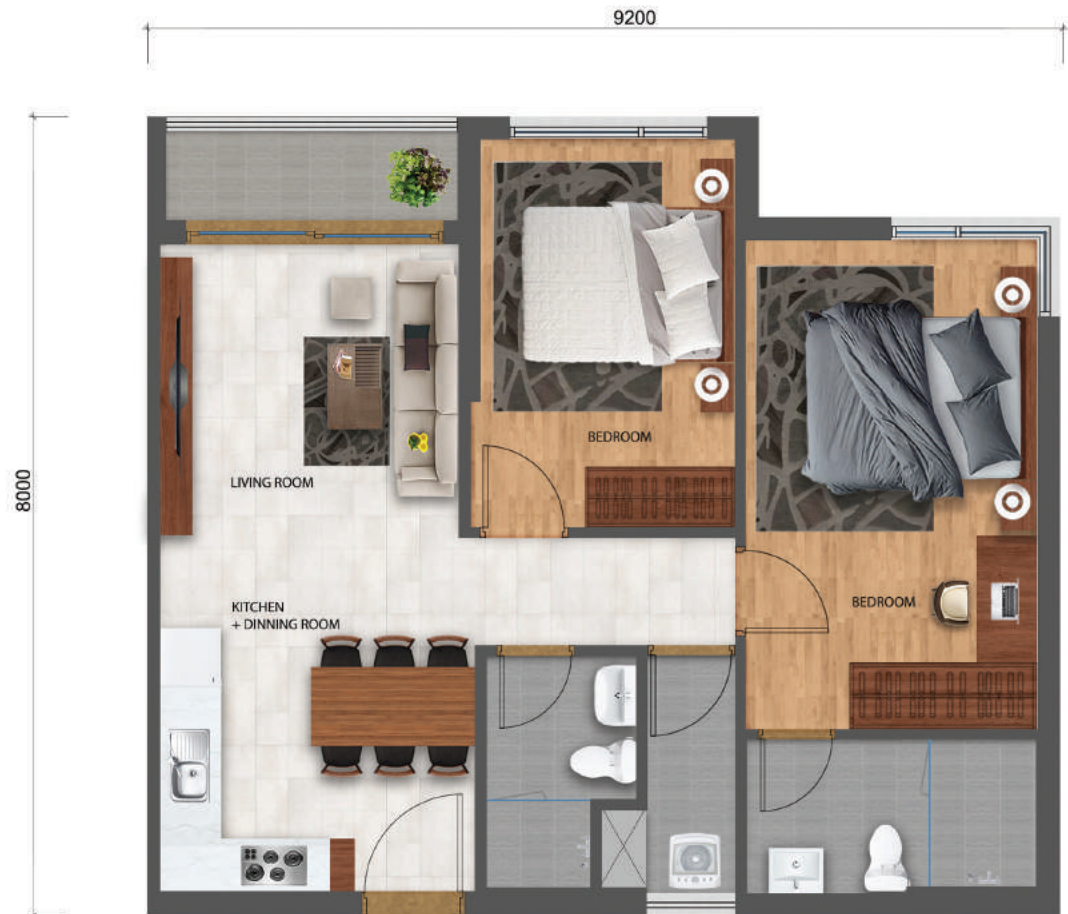 9200
8000
BEDROOM
LIVING ROOM
BEDROOM
KITCHEN
+ DINNING ROOM